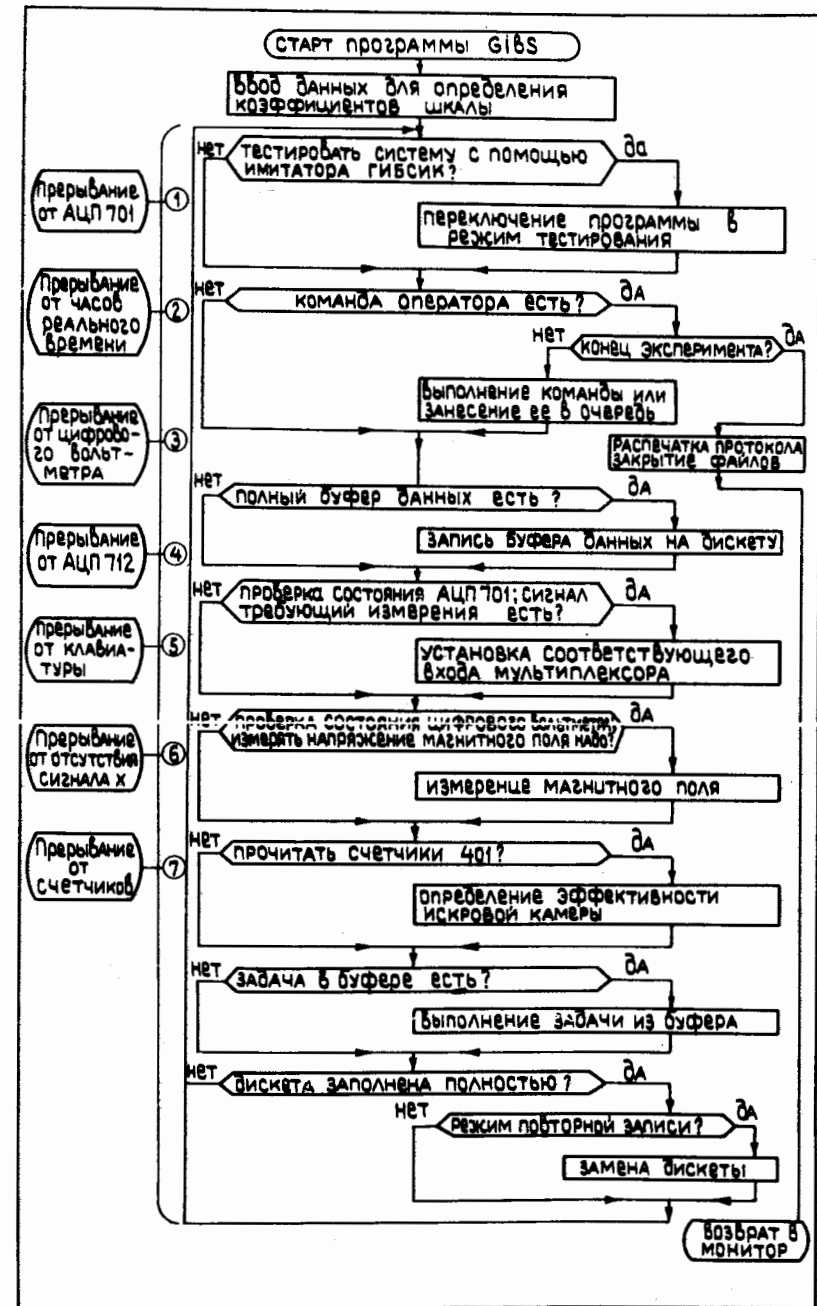 СТАРТ ПРОГРАММЫ GibS
ВВОД ДАННЫХ ДЛЯ ОПРЕДЕЛЕНИЯ
КОЭФФИЦИЕНТОВ ШКАЛЫ
НЕТ
ТЕСТИРОВАТЬ СИСТЕМУ С ПОМОЩЬЮ
ИМИТАТОРА ГИБСИК?
ДА
Прерывание
от АЦП 701
1
ПЕРЕКЛЮЧЕНИЕ ПРОГРАММЫ В
РЕЖИМ ТЕСТИРОВАНИЯ
Прерывание
от часов
реального
времени
2
НЕТ
КОМАНДА ОПЕРАТОРА ЕСТЬ?
ДА
НЕТ
КОНЕЦ ЭКСПЕРИМЕНТА?
ДА
ВЫПОЛНЕНИЕ КОМАНДЫ ИЛИ
ЗАНЕСЕНИЕ ЕЕ В ОЧЕРЕДЬ
Прерывание
от цифрово-
го вольт-
метра
3
РАСПЕЧАТКА ПРОТОКОЛА
ЗАКРЫТИЕ ФАЙЛОВ
НЕТ
ПОЛНЫЙ БУФЕР ДАННЫХ ЕСТЬ ?
ДА
Прерывание
от АЦП 712
4
ЗАПИСЬ БУФЕРА ДАННЫХ НА ДИСКЕТУ
НЕТ
ПРОВЕРКА СОСТОЯНИЯ АЦП 701; СИГНАЛ
ТРЕБУЮЩИЙ ИЗМЕРЕНИЯ ЕСТЬ?
ДА
Прерывание
от клавиа-
туры
5
УСТАНОВКА СООТВЕТСТВУЮЩЕГО
ВХОДА МУЛЬТИПЛЕКСОРА
НЕТ
ПРОВЕРКА СОСТОЯНИЯ ЦИФРОВОГО ВОЛЬТМЕТРА;
ИЗМЕРЯТЬ НАПРЯЖЕНИЕ МАГНИТНОГО ПОЛЯ НАДО?
ДА
Прерывание
от отсутствия
сигнала X
6
ИЗМЕРЕНИЕ МАГНИТНОГО ПОЛЯ
НЕТ
ПРОЧИТАТЬ СЧЕТЧИКИ 401?
ДА
Прерывание
от
счетчиков
7
ОПРЕДЕЛЕНИЕ ЭФФЕКТИВНОСТИ
ИСКРОВОЙ КАМЕРЫ
НЕТ
ЗАДАЧА В БУФЕРЕ ЕСТЬ?
ДА
ВЫПОЛНЕНИЕ ЗАДАЧИ ИЗ БУФЕРА
НЕТ
ДИСКЕТА ЗАПОЛНЕНА ПОЛНОСТЬЮ?
ДА
НЕТ
РЕЖИМ ПОВТОРНОЙ ЗАПИСИ?
ДА
ЗАМЕНА ДИСКЕТЫ
ВОЗВРАТ В
МОНИТОР